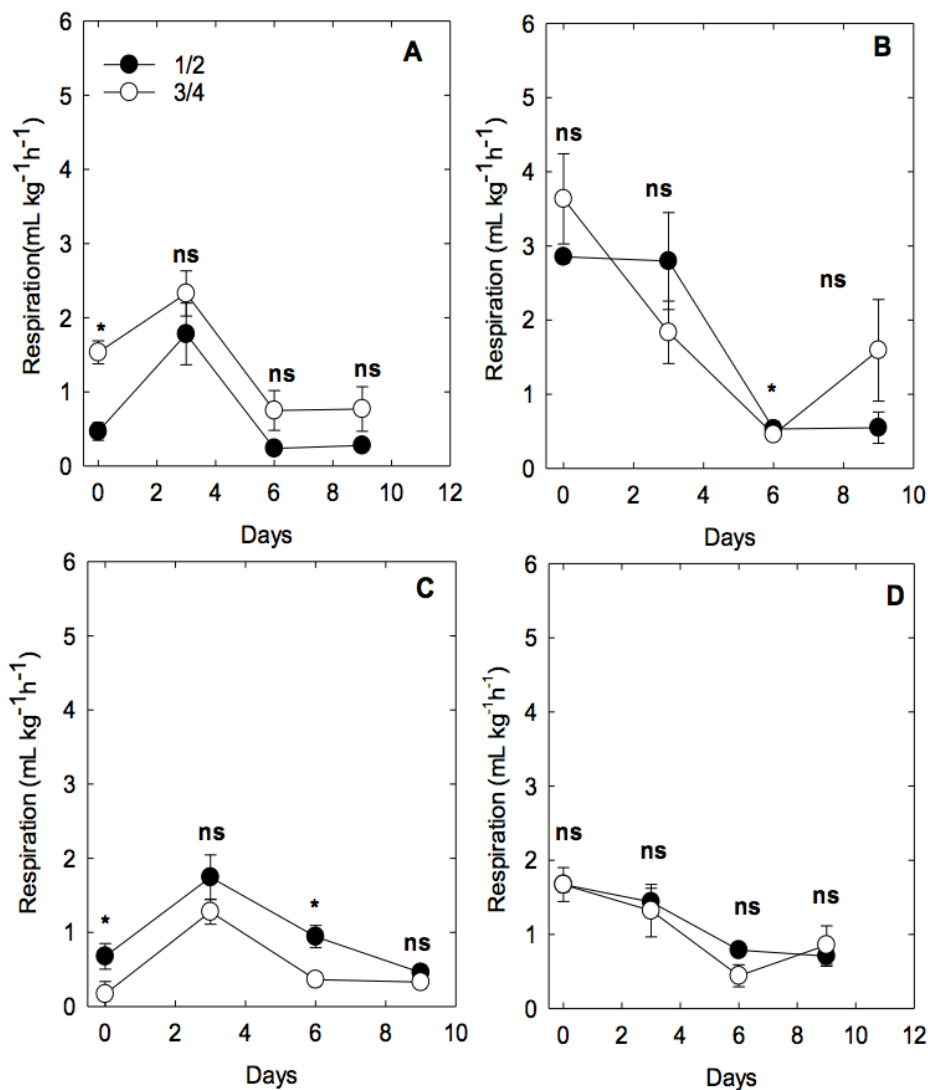 A
1/2
3/4
ns
*
ns
ns
6
5
4
3
2
1
0
Respiration(mL kg⁻¹h⁻¹)
0 2 4 6 8 10 12
Days
B
ns
ns
ns
*
6
5
4
3
2
1
0
Respiration (mL kg⁻¹h⁻¹)
0 2 4 6 8 10
Days
C
ns
*
*
ns
6
5
4
3
2
1
0
Respiration (mL kg⁻¹h⁻¹)
0 2 4 6 8 10
Days
D
ns
ns
ns
ns
6
5
4
3
2
1
0
Respiration (mL kg⁻¹h⁻¹)
0 2 4 6 8 10 12
Days